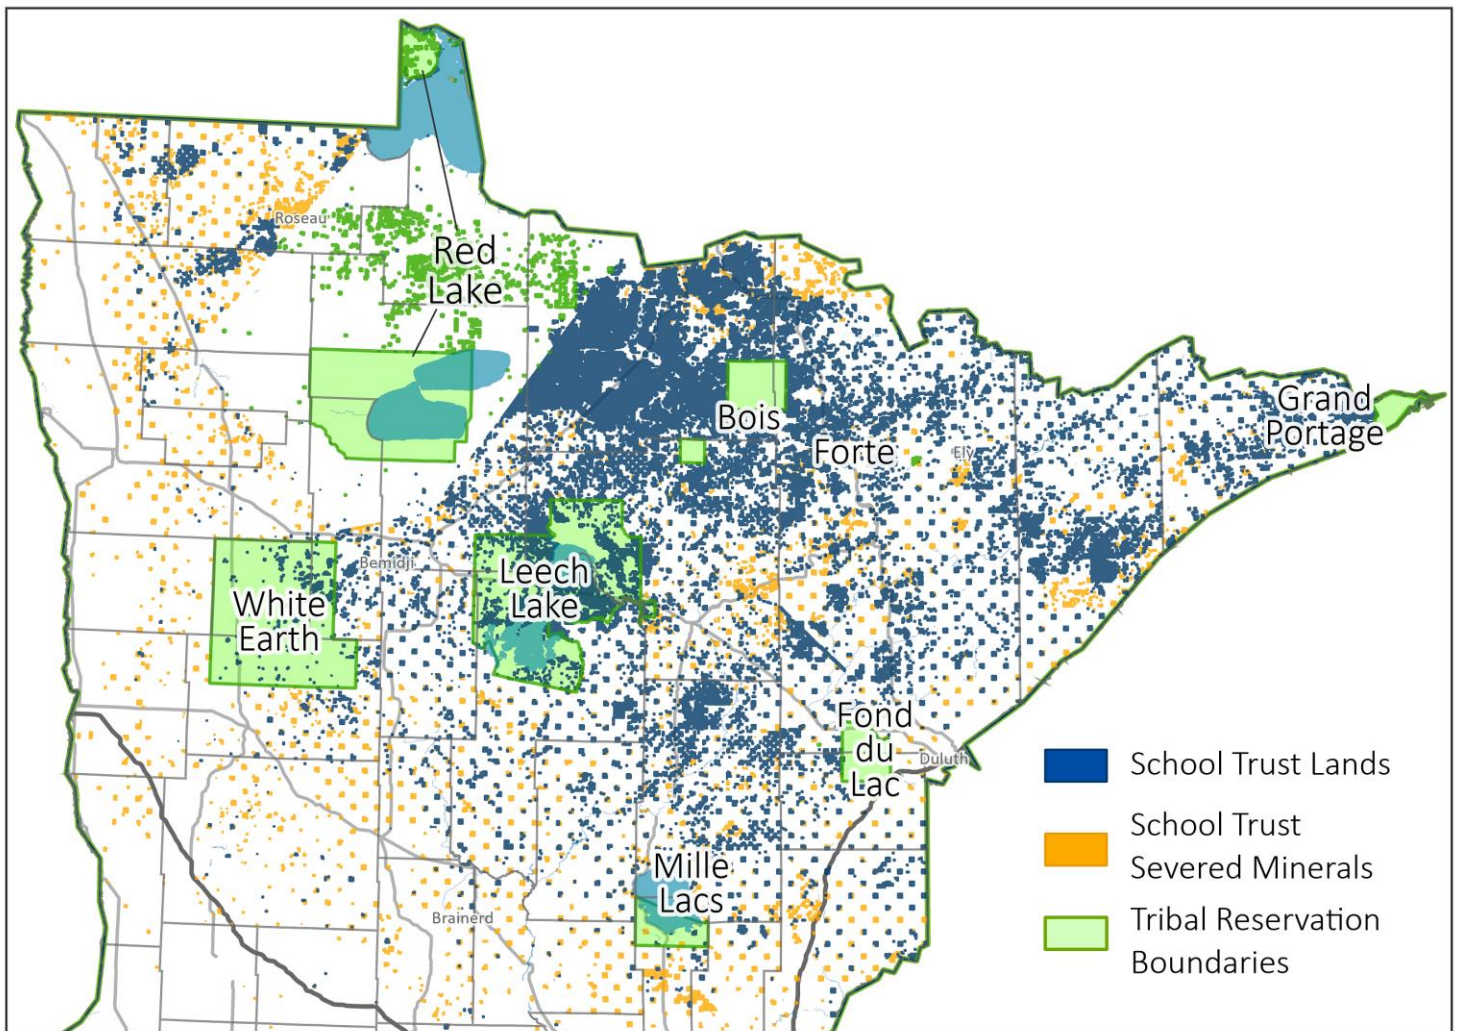 Roseau
Red
Lake
Bois
Forte
Ely
Grand
Portage
Bemidji
Leech
Lake
White
Earth
Fond
du
Lac
Duluth
Mille
Lacs
Brainerd
School Trust Lands
School Trust
Severed Minerals
Tribal Reservation
Boundaries